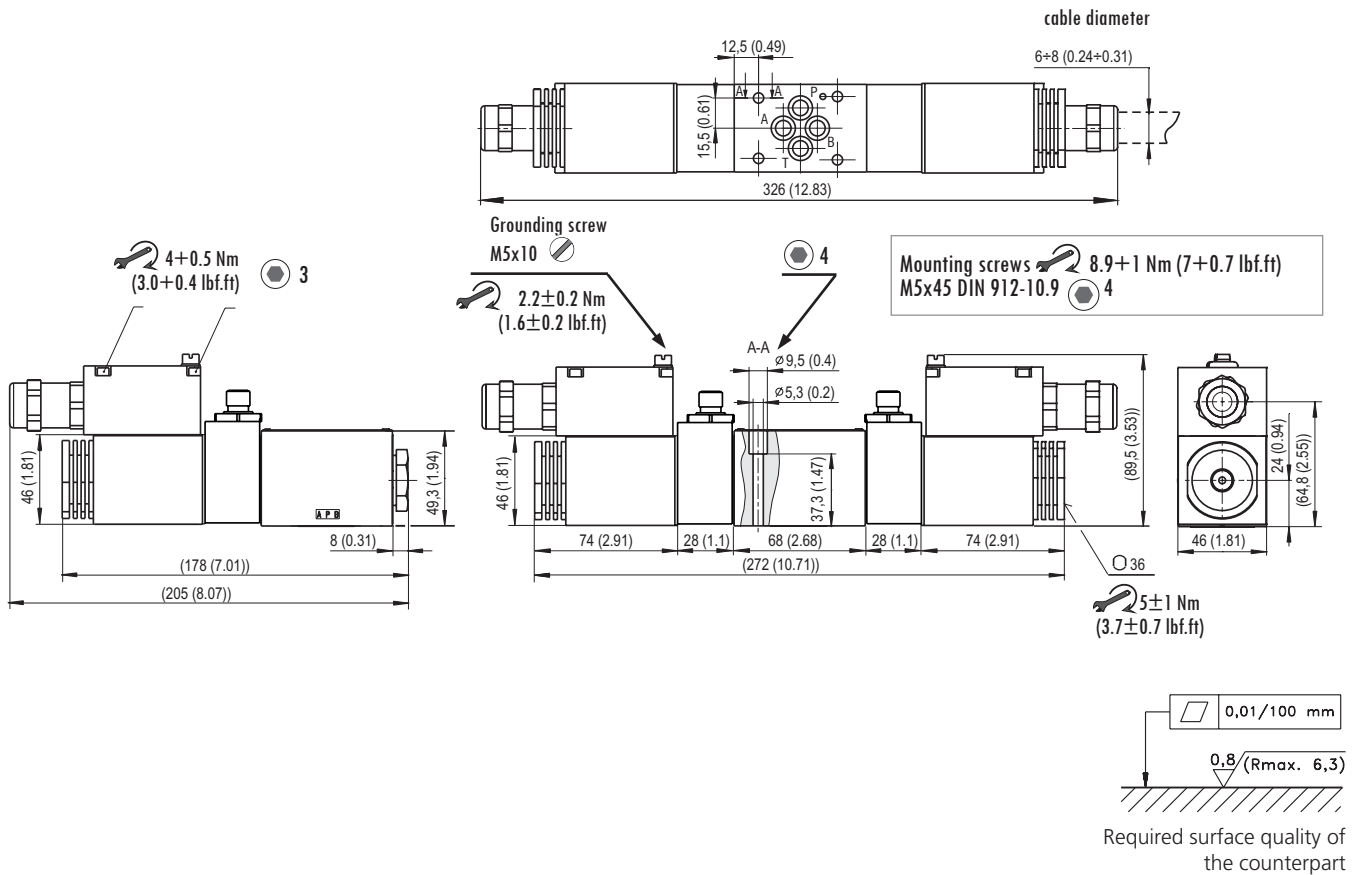 cable diameter
12,5 (0.49)
6÷8 (0.24÷0.31)
A A P
15,5 (0.61)
A
B
T
326 (12.83)
Grounding screw
M5x10
4+0.5 Nm
(3.0+0.4 lbf.ft)
3
4
Mounting screws 8.9+1 Nm (7+0.7 lbf.ft)
M5x45 DIN 912-10.9 4
2.2±0.2 Nm
(1.6±0.2 lbf.ft)
A-A
⌀9,5 (0.4)
⌀5,3 (0.2)
46 (1.81)
49,3 (1.94)
A P B
8 (0.31)
(178 (7.01))
(205 (8.07))
46 (1.81)
37,3 (1.47)
(89,5 (3.53))
74 (2.91)
28 (1.1)
68 (2.68)
28 (1.1)
74 (2.91)
(272 (10.71))
36
5±1 Nm
(3.7±0.7 lbf.ft)
24 (0.94)
(64,8 (2.55))
46 (1.81)
0,01/100 mm
0,8 (Rmax. 6,3)
Required surface quality of
the counterpart